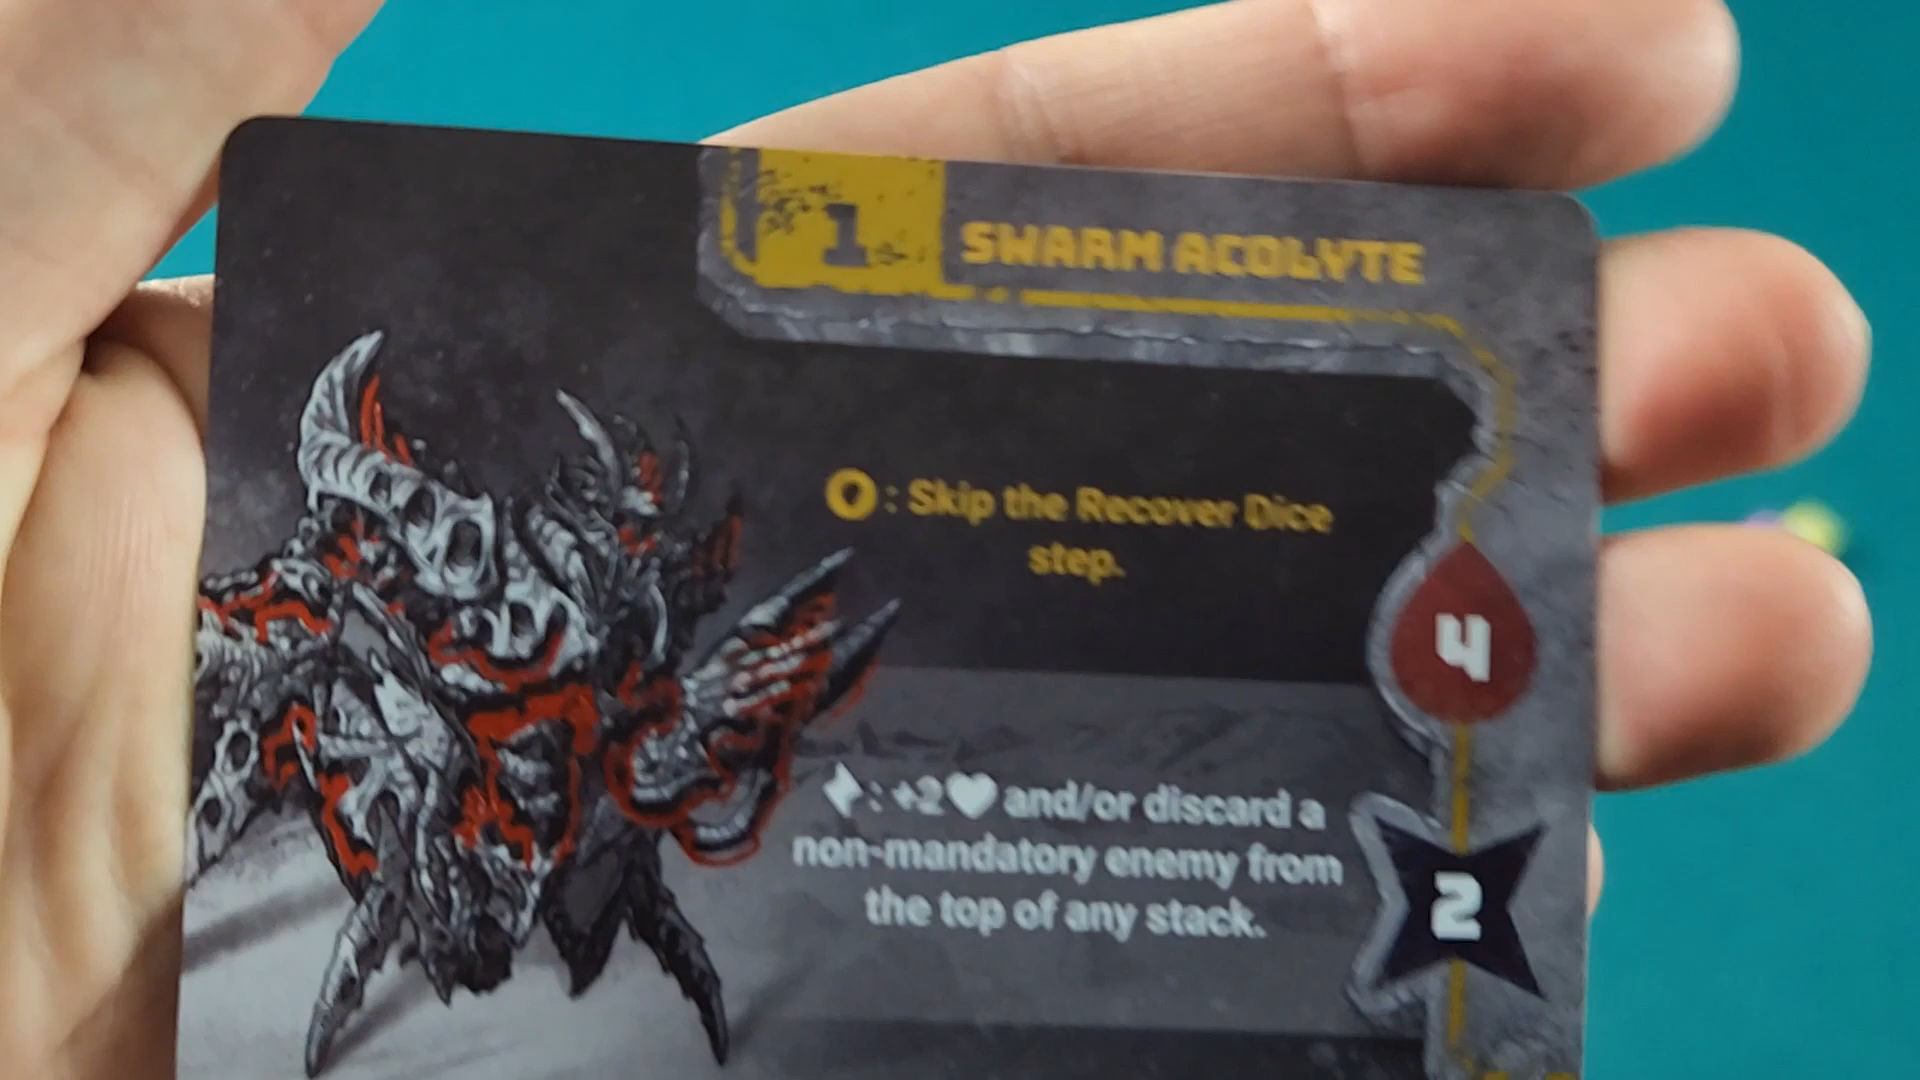 1 SWARM ACOLYTE
: Skip the Recover Dice
step.
4
: +2 and/or discard a
non-mandatory enemy from
the top of any stack.
2